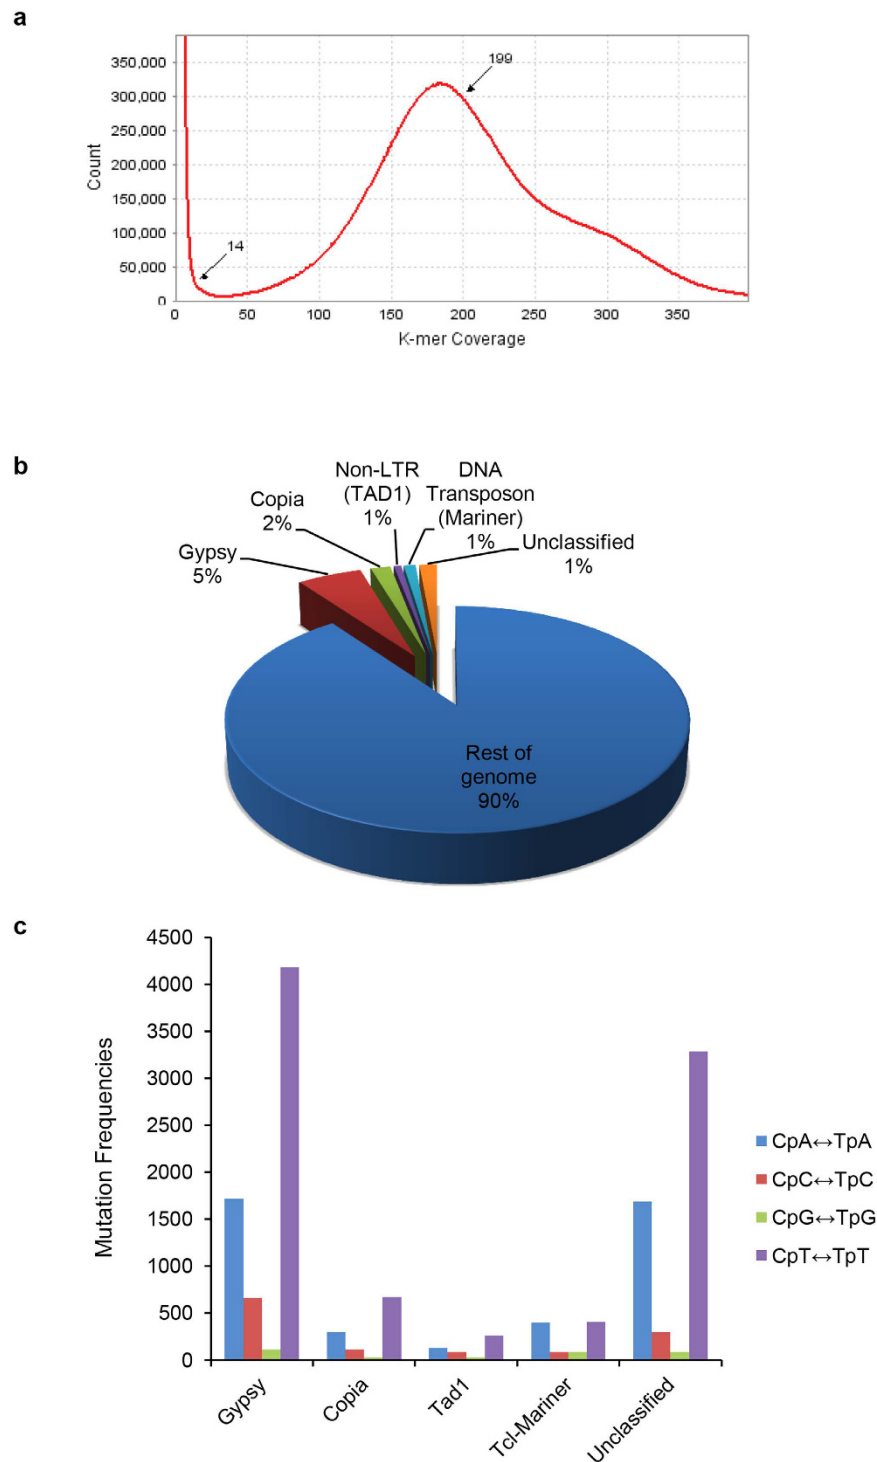 a
350,000
300,000
250,000
200,000
150,000
100,000
50,000
0
Count
199
14
0 50 100 150 200 250 300 350
K-mer Coverage
b
Non-LTR
(TAD1)
1%
DNA
Transposon
(Mariner)
1%
Copia
2%
Gypsy
5%
Unclassified
1%
Rest of
genome
90%
c
4500
4000
3500
3000
2500
2000
1500
1000
500
0
Mutation Frequencies
Gypsy
Copia
Tad1
Tcl-Mariner
Unclassified
CpA↔TpA
CpC↔TpC
CpG↔TpG
CpT↔TpT